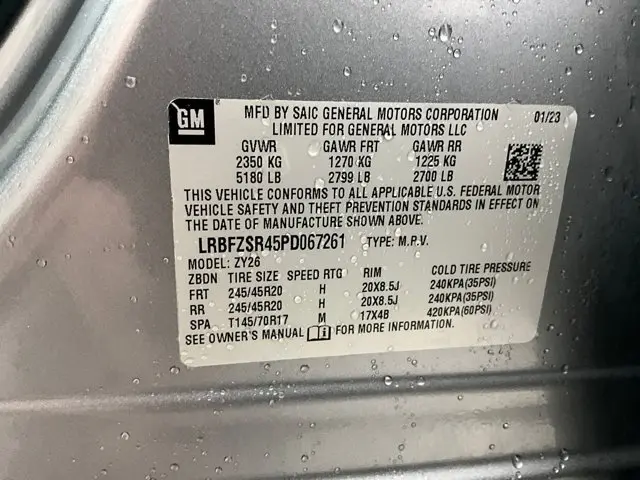 GM
MFD BY SAIC GENERAL MOTORS CORPORATION 01/23
LIMITED FOR GENERAL MOTORS LLC
GVWR GAWR FRT GAWR RR
2350 KG 1270 KG 1225 KG
5180 LB 2799 LB 2700 LB
THIS VEHICLE CONFORMS TO ALL APPLICABLE U.S. FEDERAL MOTOR
VEHICLE SAFETY AND THEFT PREVENTION STANDARDS IN EFFECT ON
THE DATE OF MANUFACTURE SHOWN ABOVE.
LRBFZSR45PD067261 TYPE: M.P.V.
MODEL: ZY26
ZBDN TIRE SIZE SPEED RTG RIM COLD TIRE PRESSURE
FRT 245/45R20 H 20X8.5J 240KPA(35PSI)
RR 245/45R20 H 20X8.5J 240KPA(35PSI)
SPA T145/70R17 M 17X4B 420KPA(60PSI)
SEE OWNER'S MANUAL FOR MORE INFORMATION.